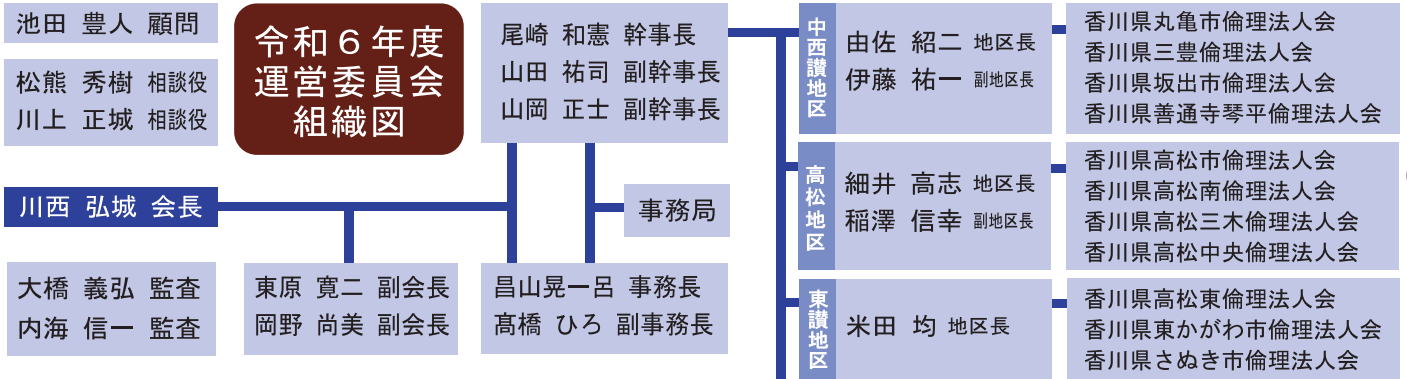 池田 豊人 顧問
松熊 秀樹 相談役
川上 正城 相談役
令和6年度
運営委員会
組織図
川西 弘城 会長
大橋 義弘 監査
内海 信一 監査
東原 寛二 副会長
岡野 尚美 副会長
尾崎 和憲 幹事長
山田 祐司 副幹事長
山岡 正士 副幹事長
事務局
昌山晃一呂 事務長
髙橋 ひろ 副事務長
中西讃地区
由佐 紹二 地区長
伊藤 祐一 副地区長
香川県丸亀市倫理法人会
香川県三豊倫理法人会
香川県坂出市倫理法人会
香川県善通寺琴平倫理法人会
高松地区
細井 高志 地区長
稲澤 信幸 副地区長
香川県高松市倫理法人会
香川県高松南倫理法人会
香川県高松三木倫理法人会
香川県高松中央倫理法人会
東讃地区
米田 均 地区長
香川県高松東倫理法人会
香川県東かがわ市倫理法人会
香川県さぬき市倫理法人会